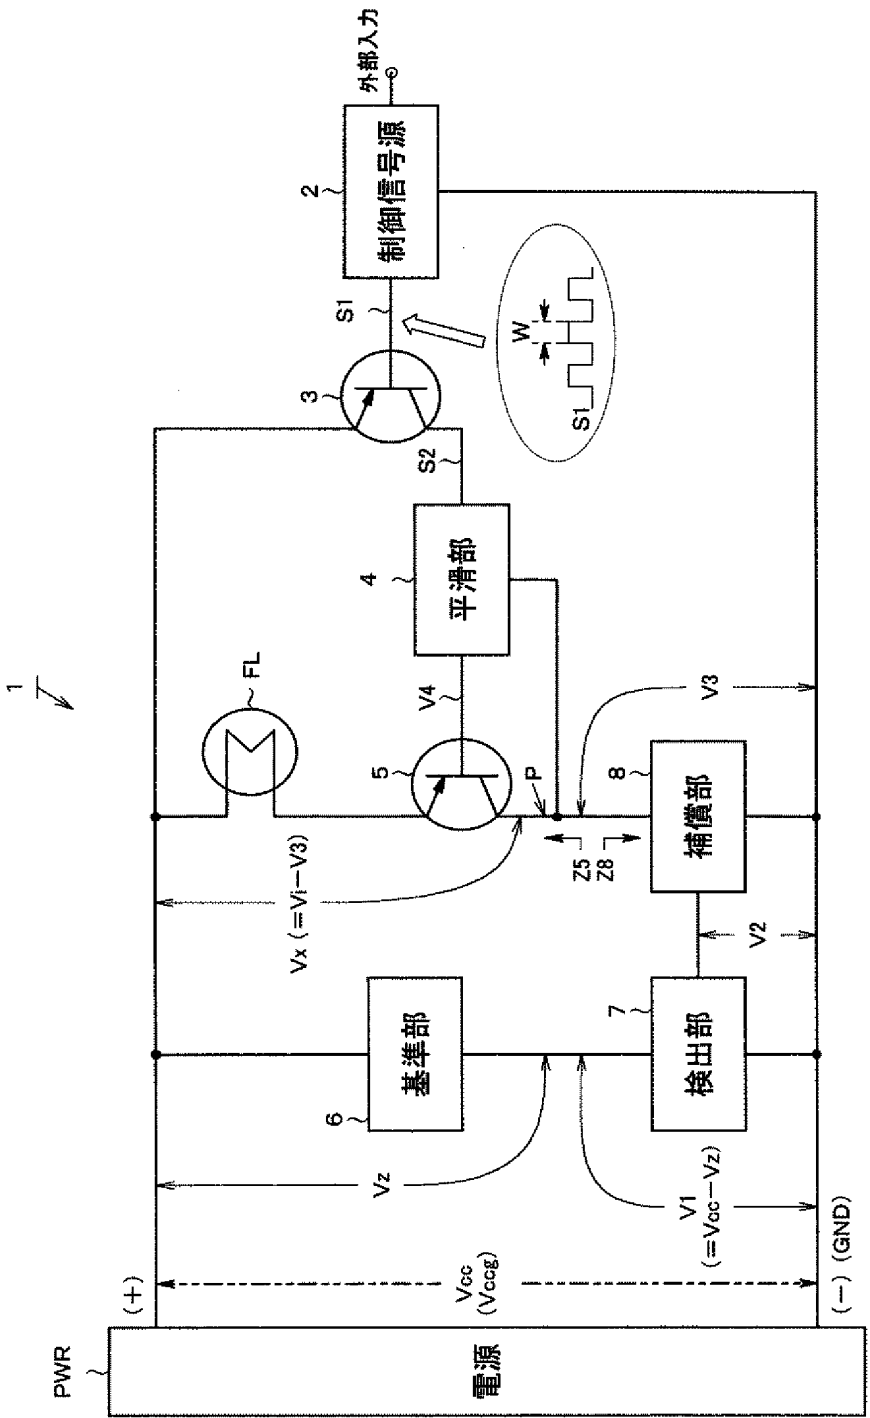 1
PWR
電源
(+)
Vcc
(Vccg)
(−) (GND)
Vz
V1
(=Vcc−Vz)
6
基準部
7
検出部
V2
Vx (=Vi−V3)
FL
5
P
Z5
Z8
8
補償部
V3
V4
4
平滑部
S2
3
S1
W
S1
2
制御信号源
外部入力